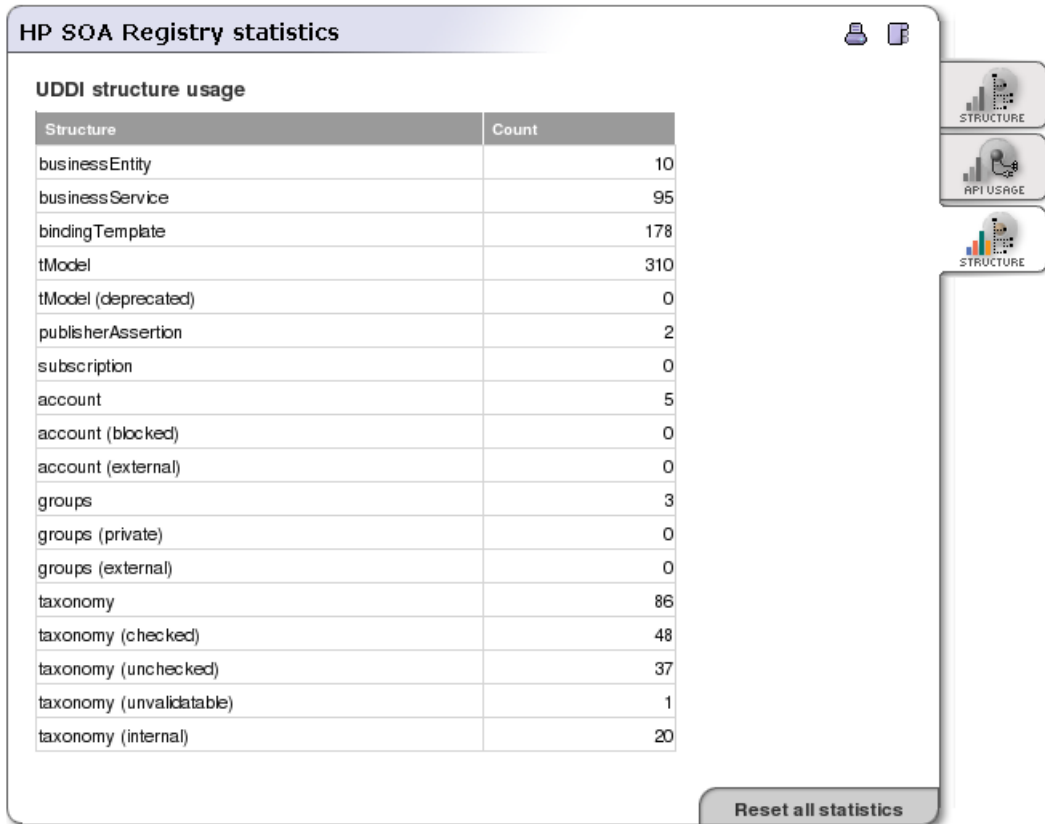 HP SOA Registry statistics
UDDI structure usage
Structure Count
businessEntity 10
businessService 95
bindingTemplate 178
tModel 310
tModel (deprecated) 0
publisherAssertion 2
subscription 0
account 5
account (blocked) 0
account (external) 0
groups 3
groups (private) 0
groups (external) 0
taxonomy 86
taxonomy (checked) 48
taxonomy (unchecked) 37
taxonomy (unvalidatable) 1
taxonomy (internal) 20
STRUCTURE
API USAGE
STRUCTURE
Reset all statistics